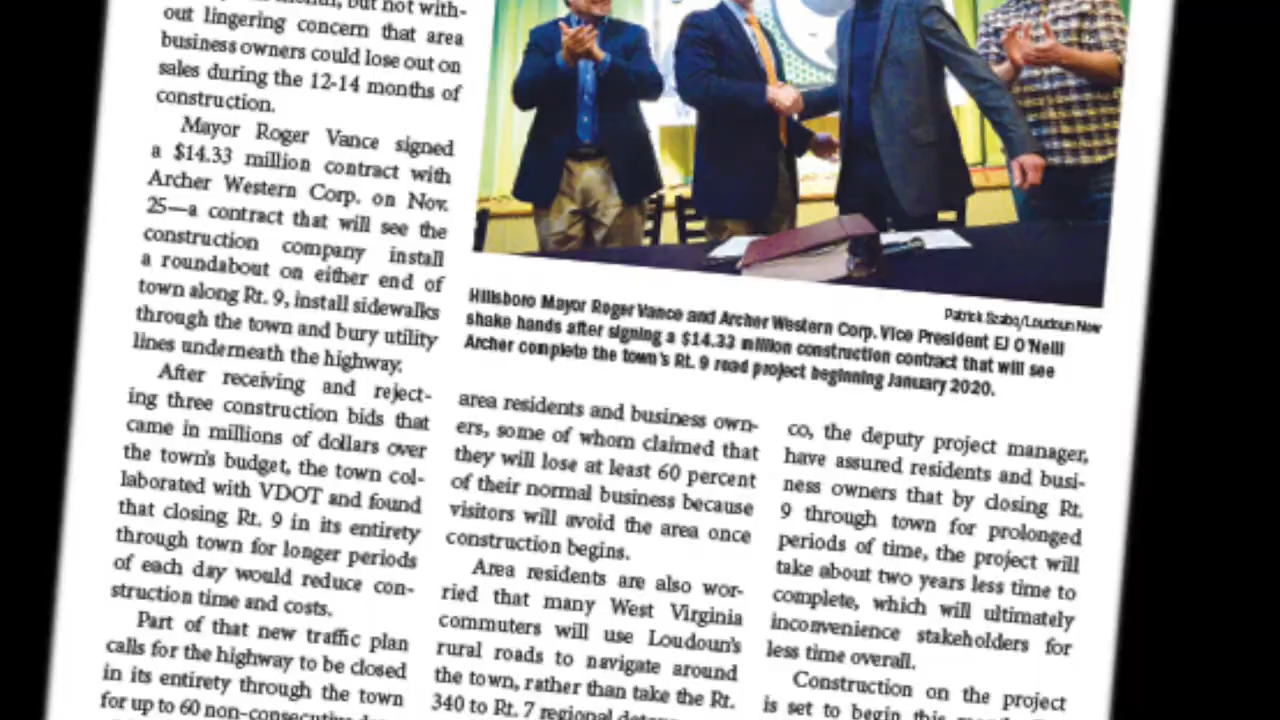 but not with-
out lingering concern that area
business owners could lose out on
sales during the 12-14 months of
construction.
Mayor Roger Vance signed
a $14.33 million contract with
Archer Western Corp. on Nov.
25—a contract that will see the
construction company install
a roundabout on either end of
town along Rt. 9, install sidewalks
through the town and bury utility
lines underneath the highway.
After receiving and reject-
ing three construction bids that
came in millions of dollars over
the town's budget, the town col-
laborated with VDOT and found
that closing Rt. 9 in its entirety
through town for longer periods
of each day would reduce con-
struction time and costs.
Part of that new traffic plan
calls for the highway to be closed
in its entirety through the town
for up to 60 non-consecutive
Patrick Szabo/Loudoun Now
Hillsboro Mayor Roger Vance and Archer Western Corp. Vice President EJ O'Neill
shake hands after signing a $14.33 million construction contract that will see
Archer complete the town's Rt. 9 road project beginning January 2020.
area residents and business own-
ers, some of whom claimed that
they will lose at least 60 percent
of their normal business because
visitors will avoid the area once
construction begins.
Area residents are also wor-
ried that many West Virginia
commuters will use Loudoun's
rural roads to navigate around
the town, rather than take the Rt.
340 to Rt. 7 regional
co, the deputy project manager,
have assured residents and busi-
ness owners that by closing Rt.
9 through town for prolonged
periods of time, the project will
take about two years less time to
complete, which will ultimately
inconvenience stakeholders for
less time overall.
Construction on the project
is set to begin this